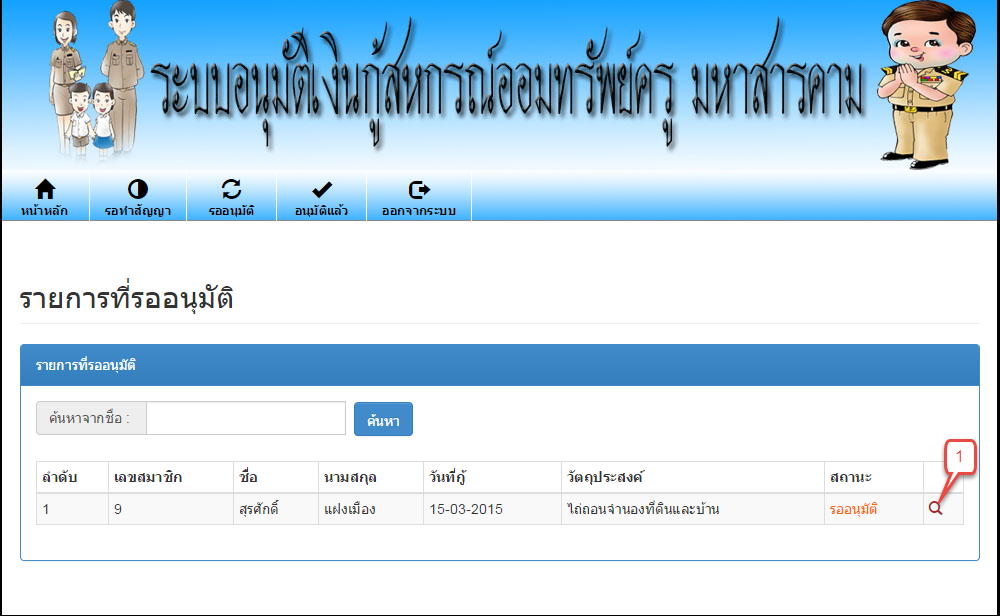 ระบบอนุมัติเงินกู้สหกรณ์ออมทรัพย์ครู มหาสารคาม
หน้าหลัก รอทำสัญญา รออนุมัติ อนุมัติแล้ว ออกจากระบบ
รายการที่รออนุมัติ
รายการที่รออนุมัติ
ค้นหาจากชื่อ : ค้นหา
1
ลำดับ เลขสมาชิก ชื่อ นามสกุล วันที่กู้ วัตถุประสงค์ สถานะ
1 9 สุรศักดิ์ แฝงเมือง 15-03-2015 ไถ่ถอนจำนองที่ดินและบ้าน รออนุมัติ